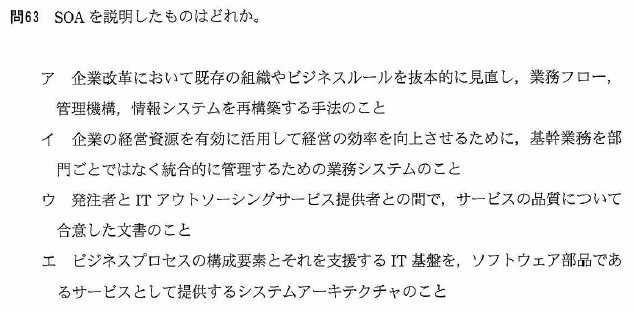 問63 SOAを説明したものはどれか。
ア 企業改革において既存の組織やビジネスルールを抜本的に見直し，業務フロー，
管理機構，情報システムを再構築する手法のこと
イ 企業の経営資源を有効に活用して経営の効率を向上させるために，基幹業務を部
門ごとではなく統合的に管理するための業務システムのこと
ウ 発注者とITアウトソーシングサービス提供者との間で，サービスの品質について
合意した文書のこと
エ ビジネスプロセスの構成要素とそれを支援するIT基盤を，ソフトウェア部品であ
るサービスとして提供するシステムアーキテクチャのこと